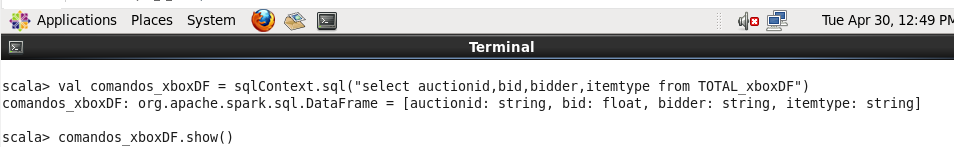 Applications Places System Tue Apr 30, 12:49 PM
Terminal
scala> val comandos_xboxDF = sqlContext.sql("select auctionid,bid,bidder,itemtype from TOTAL_xboxDF")
comandos_xboxDF: org.apache.spark.sql.DataFrame = [auctionid: string, bid: float, bidder: string, itemtype: string]
scala> comandos_xboxDF.show()